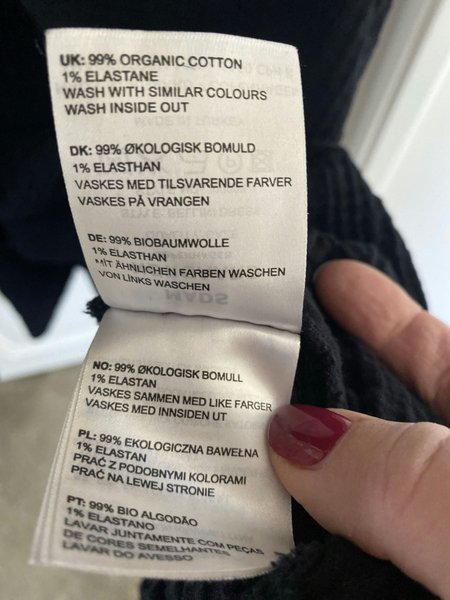 UK: 99% ORGANIC COTTON
1% ELASTANE
WASH WITH SIMILAR COLOURS
WASH INSIDE OUT
DK: 99% ØKOLOGISK BOMULD
1% ELASTHAN
VASKES MED TILSVARENDE FARVER
VASKES PÅ VRANGEN
DE: 99% BIOBAUMWOLLE
1% ELASTHAN
MIT ÄHNLICHEN FARBEN WASCHEN
VON LINKS WASCHEN
NO: 99% ØKOLOGISK BOMULL
1% ELASTAN
VASKES SAMMEN MED LIKE FARGER
VASKES MED INNSIDEN UT
PL: 99% EKOLOGICZNA BAWEŁNA
1% ELASTAN
PRAĆ Z PODOBNYMI KOLORAMI
PRAĆ NA LEWEJ STRONIE
PT: 99% BIO ALGODÃO
1% ELASTANO
LAVAR JUNTAMENTE COM PEÇAS
DE CORES SEMELHANTES
LAVAR DO AVESSO